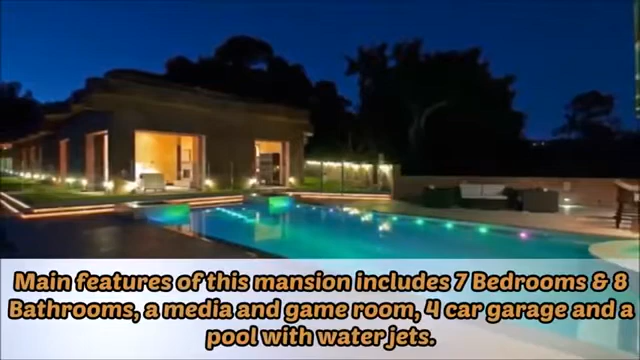 Main features of this mansion includes 7 Bedrooms & 8
Bathrooms, a media and game room, 4 car garage and a
pool with water jets.